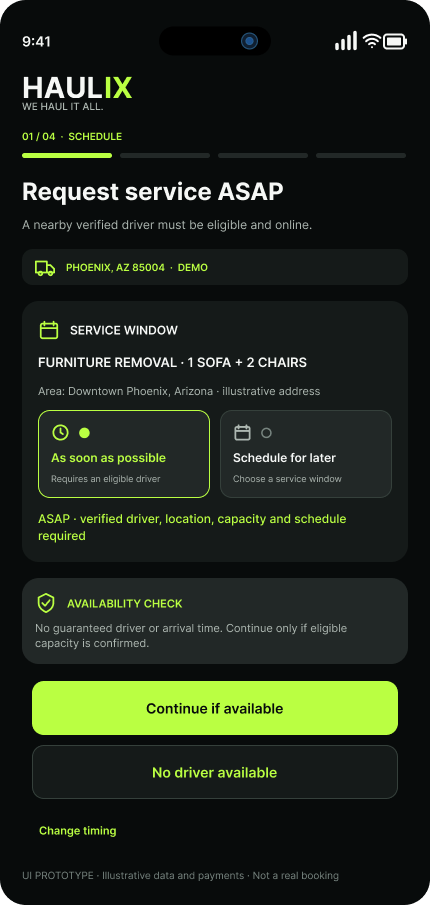 9:41
HAULIX
WE HAUL IT ALL.
01 / 04 · SCHEDULE
Request service ASAP
A nearby verified driver must be eligible and online.
PHOENIX, AZ 85004 · DEMO
SERVICE WINDOW
FURNITURE REMOVAL · 1 SOFA + 2 CHAIRS
Area: Downtown Phoenix, Arizona · illustrative address
As soon as possible
Requires an eligible driver
Schedule for later
Choose a service window
ASAP · verified driver, location, capacity and schedule
required
AVAILABILITY CHECK
No guaranteed driver or arrival time. Continue only if eligible
capacity is confirmed.
Continue if available
No driver available
Change timing
UI PROTOTYPE · Illustrative data and payments · Not a real booking